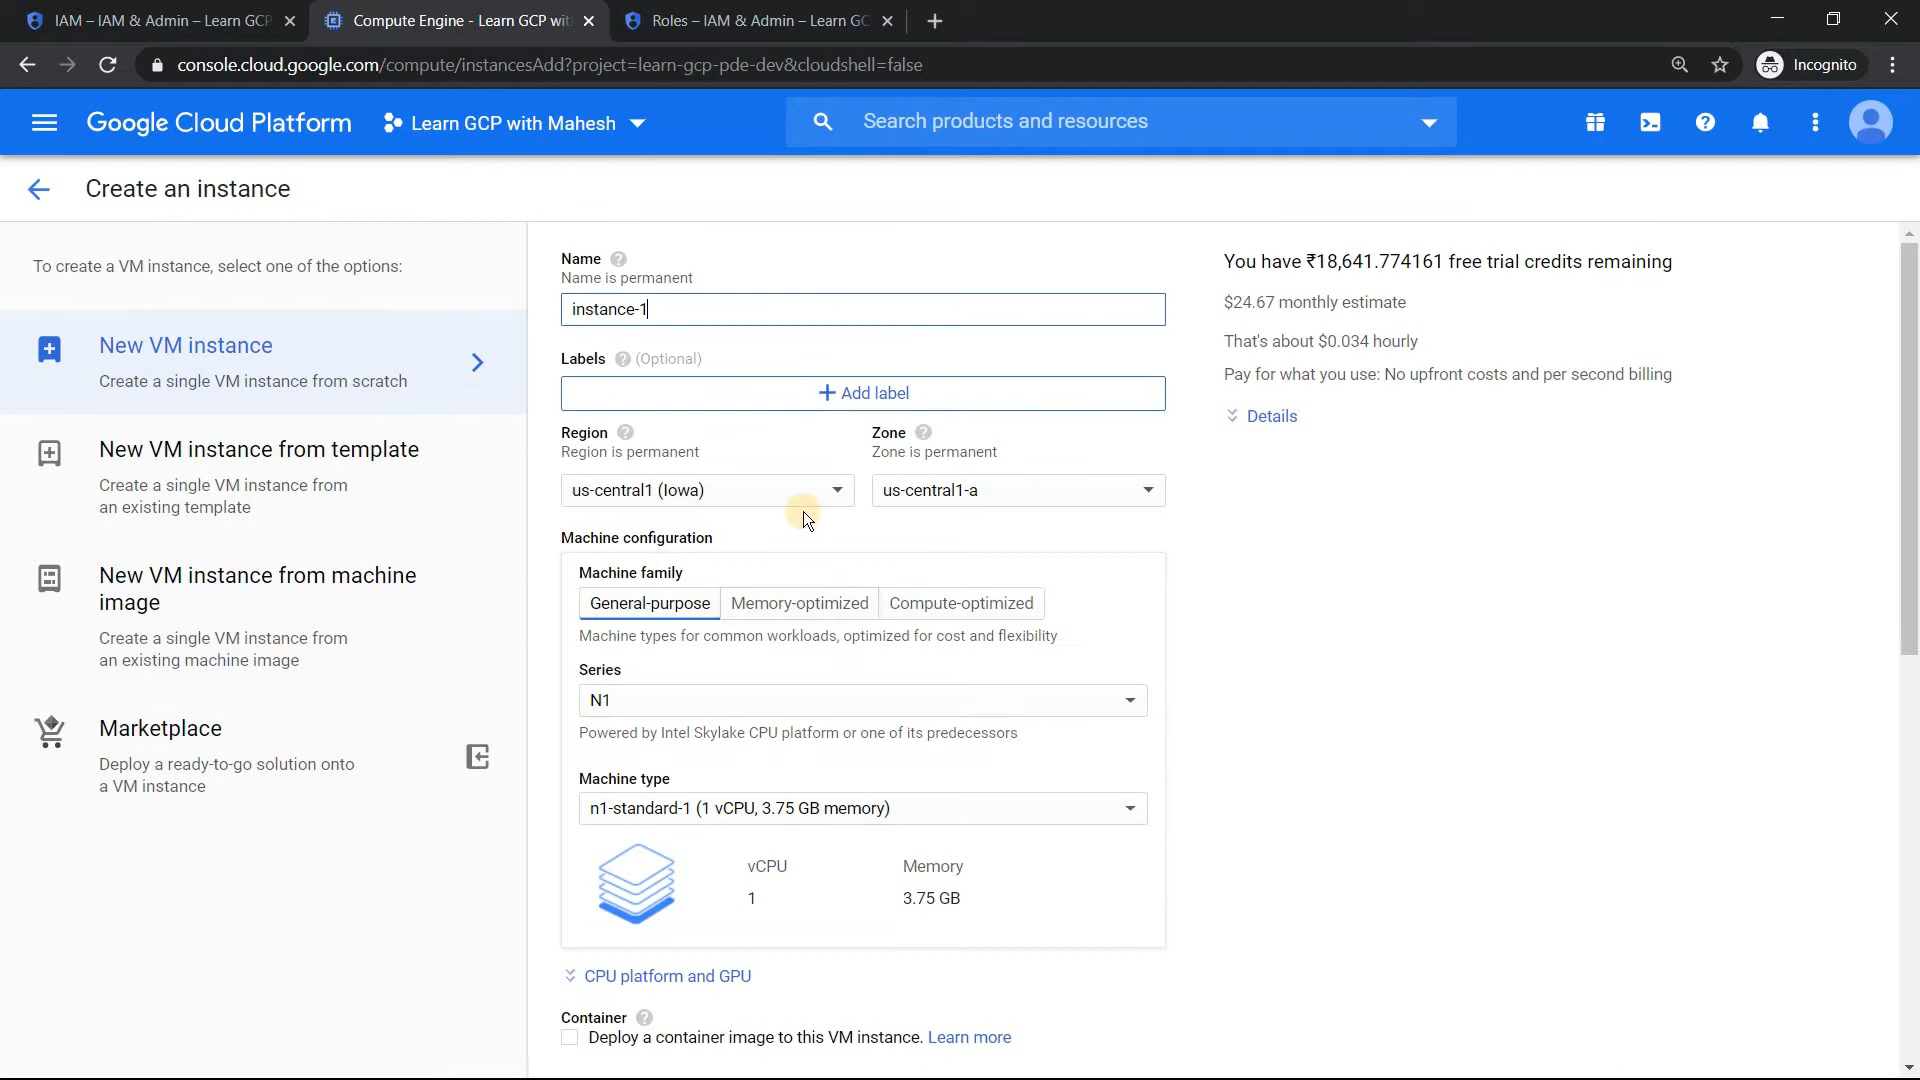 IAM – IAM & Admin – Learn GCP
Compute Engine - Learn GCP wit
Roles – IAM & Admin – Learn GC
console.cloud.google.com/compute/instancesAdd?project=learn-gcp-pde-dev&cloudshell=false
Incognito
Google Cloud Platform
Learn GCP with Mahesh
Search products and resources
Create an instance
To create a VM instance, select one of the options:
New VM instance
Create a single VM instance from scratch
New VM instance from template
Create a single VM instance from
an existing template
New VM instance from machine
image
Create a single VM instance from
an existing machine image
Marketplace
Deploy a ready-to-go solution onto
a VM instance
Name
Name is permanent
instance-1
Labels (Optional)
Add label
Region
Region is permanent
us-central1 (Iowa)
Zone
Zone is permanent
us-central1-a
Machine configuration
Machine family
General-purpose
Memory-optimized
Compute-optimized
Machine types for common workloads, optimized for cost and flexibility
Series
N1
Powered by Intel Skylake CPU platform or one of its predecessors
Machine type
n1-standard-1 (1 vCPU, 3.75 GB memory)
vCPU
Memory
1
3.75 GB
CPU platform and GPU
Container
Deploy a container image to this VM instance. Learn more
You have ₹18,641.774161 free trial credits remaining
$24.67 monthly estimate
That's about $0.034 hourly
Pay for what you use: No upfront costs and per second billing
Details